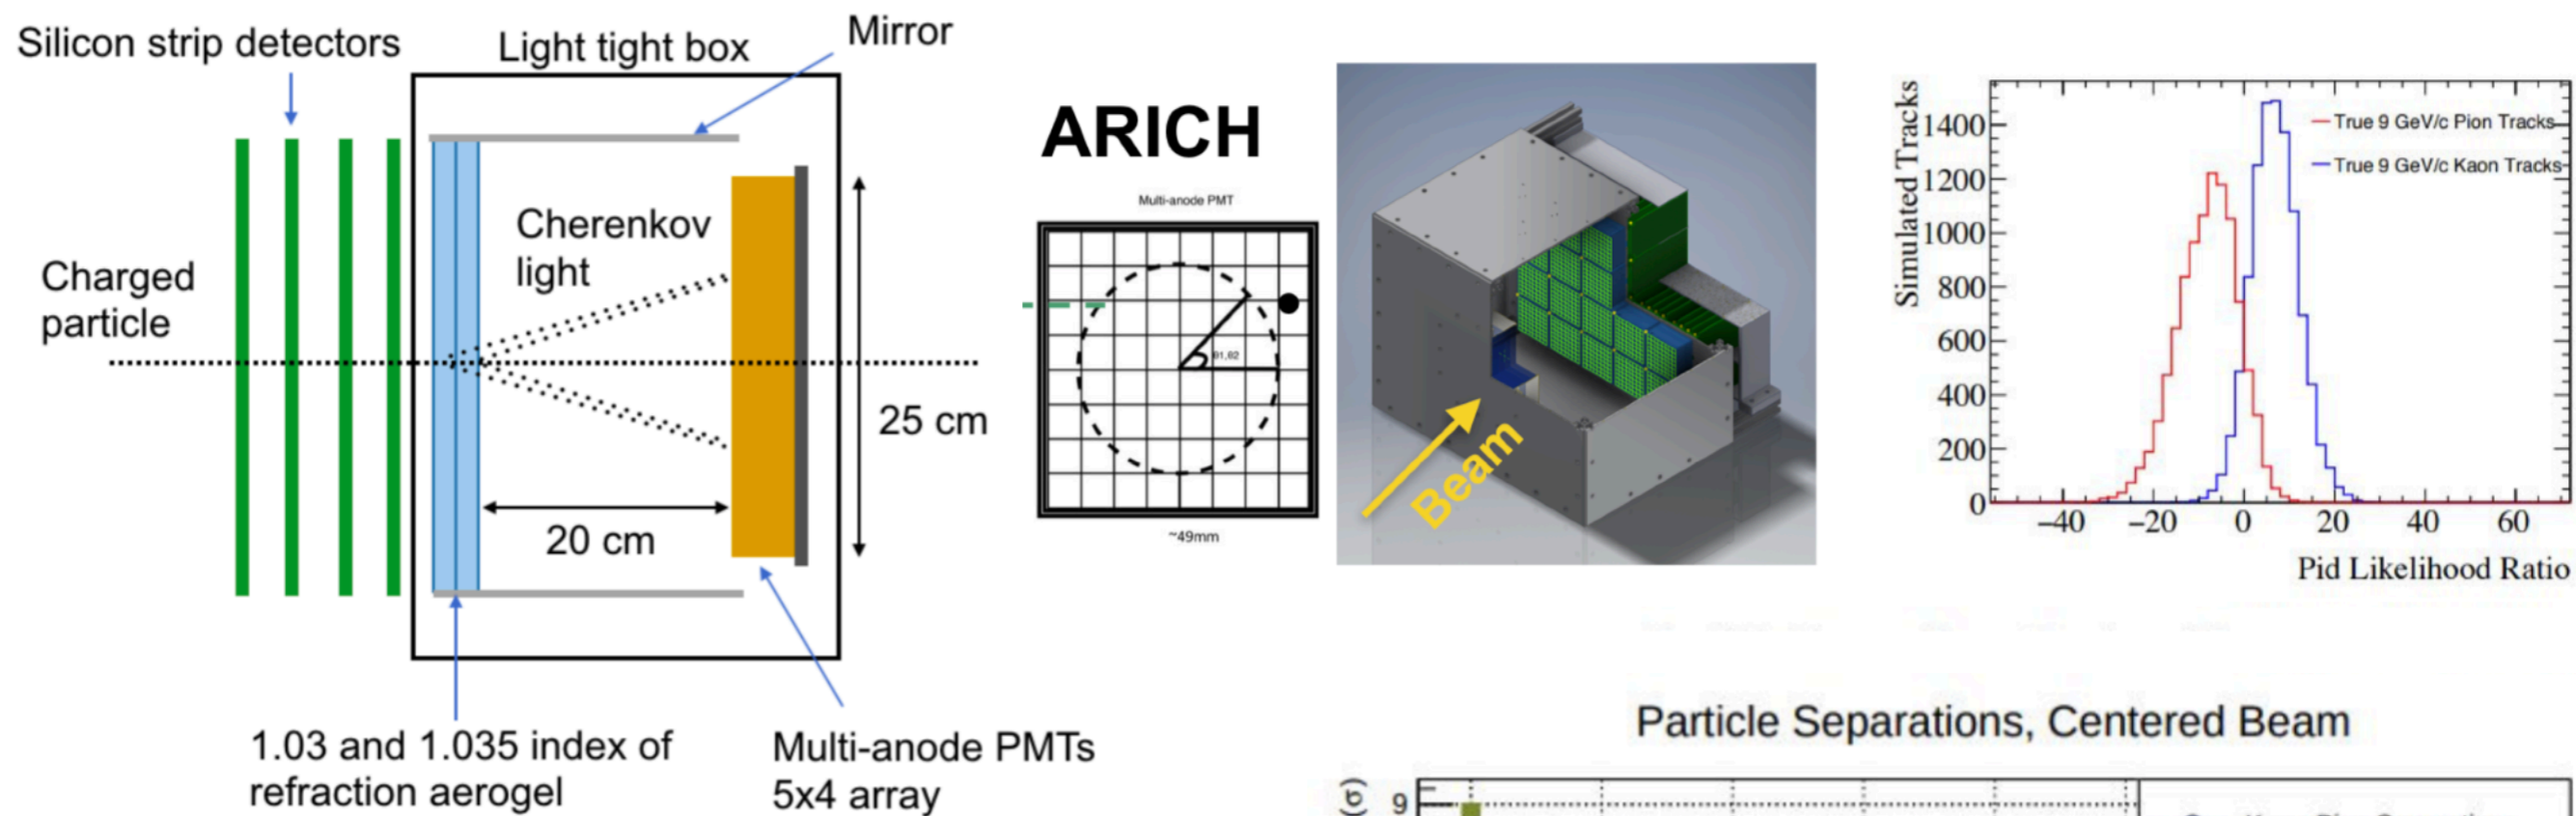 Silicon strip detectors
Light tight box
Mirror
Charged
particle
Cherenkov
light
20 cm
25 cm
1.03 and 1.035 index of
refraction aerogel
Multi-anode PMTs
5x4 array
ARICH
Multi-anode PMT
θ1,θ2
~49mm
Beam
Simulated Tracks
1400
1200
1000
800
600
400
200
0
−40
−20
0
20
40
60
True 9 GeV/c Pion Tracks
True 9 GeV/c Kaon Tracks
Pid Likelihood Ratio
Particle Separations, Centered Beam
(σ)
9